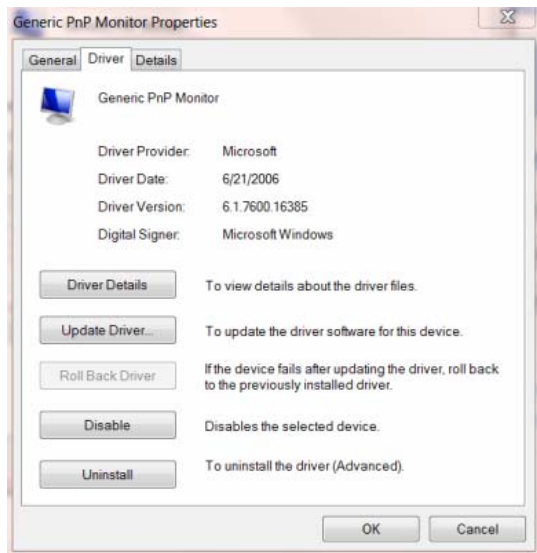 Generic PnP Monitor Properties
General Driver Details
Generic PnP Monitor
Driver Provider: Microsoft
Driver Date: 6/21/2006
Driver Version: 6.1.7600.16385
Digital Signer: Microsoft Windows
Driver Details To view details about the driver files.
Update Driver... To update the driver software for this device.
Roll Back Driver If the device fails after updating the driver, roll back
to the previously installed driver.
Disable Disables the selected device.
Uninstall To uninstall the driver (Advanced).
OK Cancel